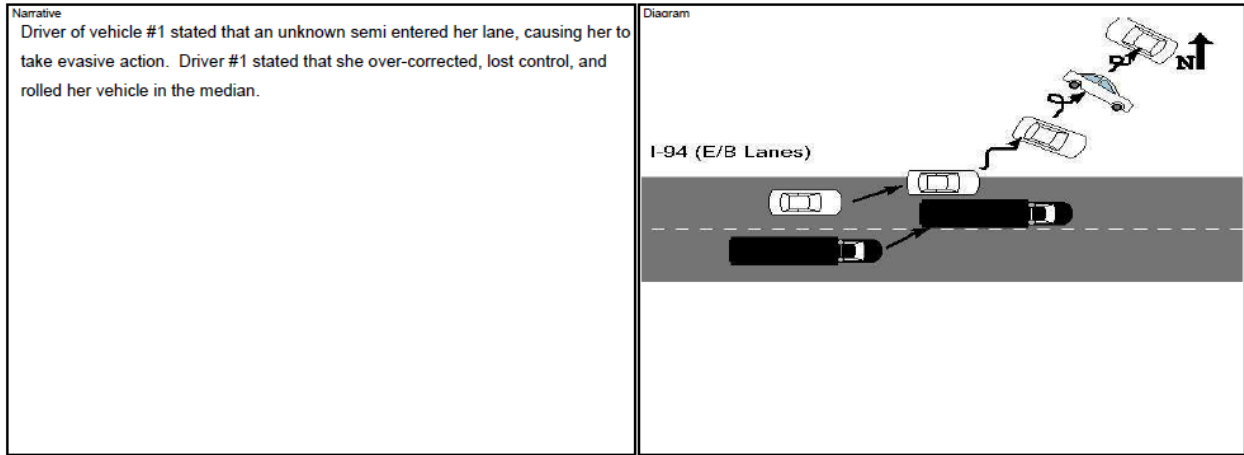 Narrative
Driver of vehicle #1 stated that an unknown semi entered her lane, causing her to
take evasive action.  Driver #1 stated that she over-corrected, lost control, and
rolled her vehicle in the median.
Diagram
N
I-94 (E/B Lanes)